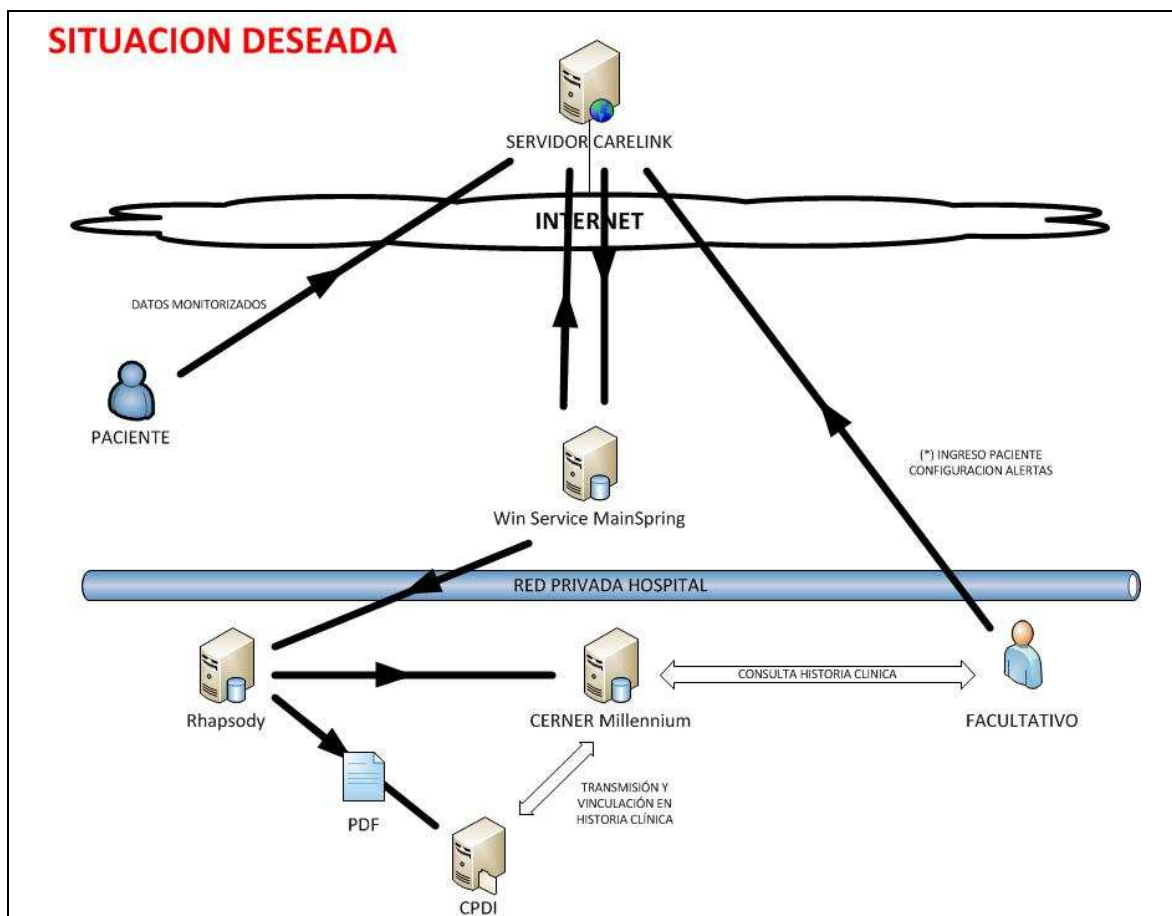 SITUACION DESEADA
SERVIDOR CARELINK
INTERNET
DATOS MONITORIZADOS
PACIENTE
(*) INGRESO PACIENTE
CONFIGURACION ALERTAS
Win Service MainSpring
RED PRIVADA HOSPITAL
CONSULTA HISTORIA CLINICA
Rhapsody
CERNER Millennium
FACULTATIVO
TRANSMISIÓN Y
VINCULACIÓN EN
HISTORIA CLÍNICA
PDF
CPDI